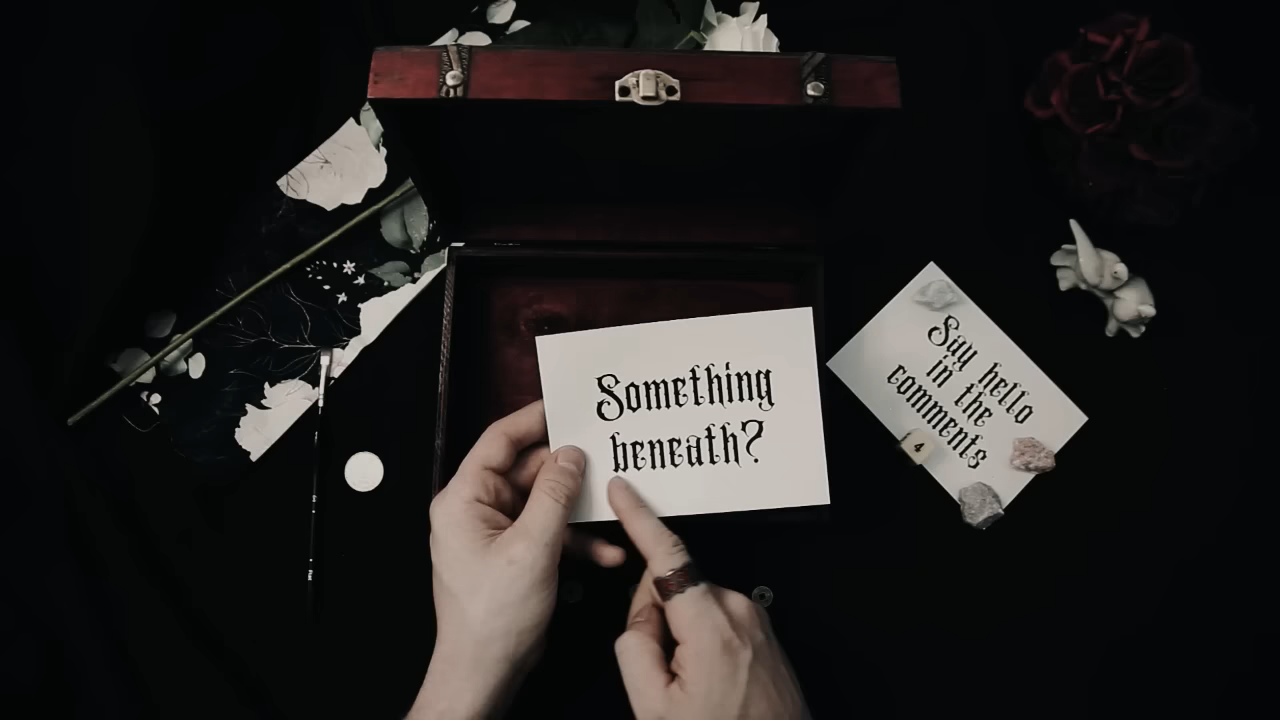 Something
beneath?
Say hello
in the
comments
4